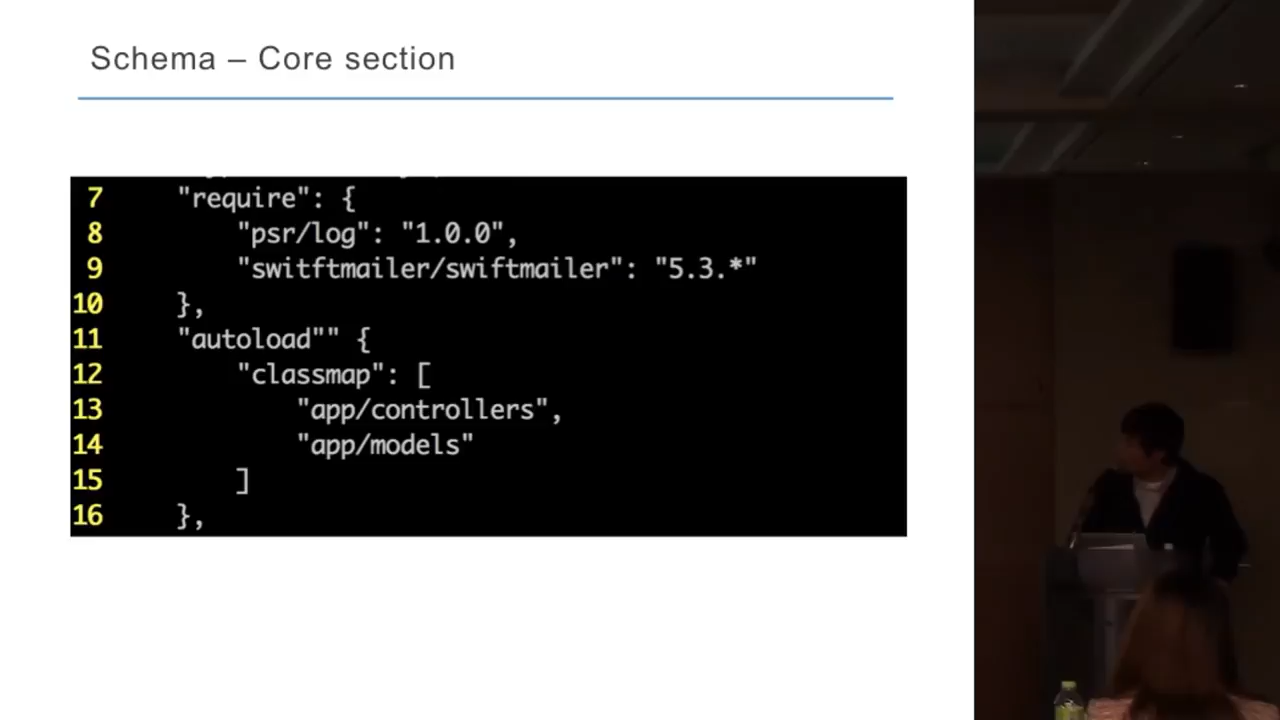 Schema – Core section
7 "require": {
8 "psr/log": "1.0.0",
9 "switftmailer/swiftmailer": "5.3.*"
10 },
11 "autoload"" {
12 "classmap": [
13 "app/controllers",
14 "app/models"
15 ]
16 },